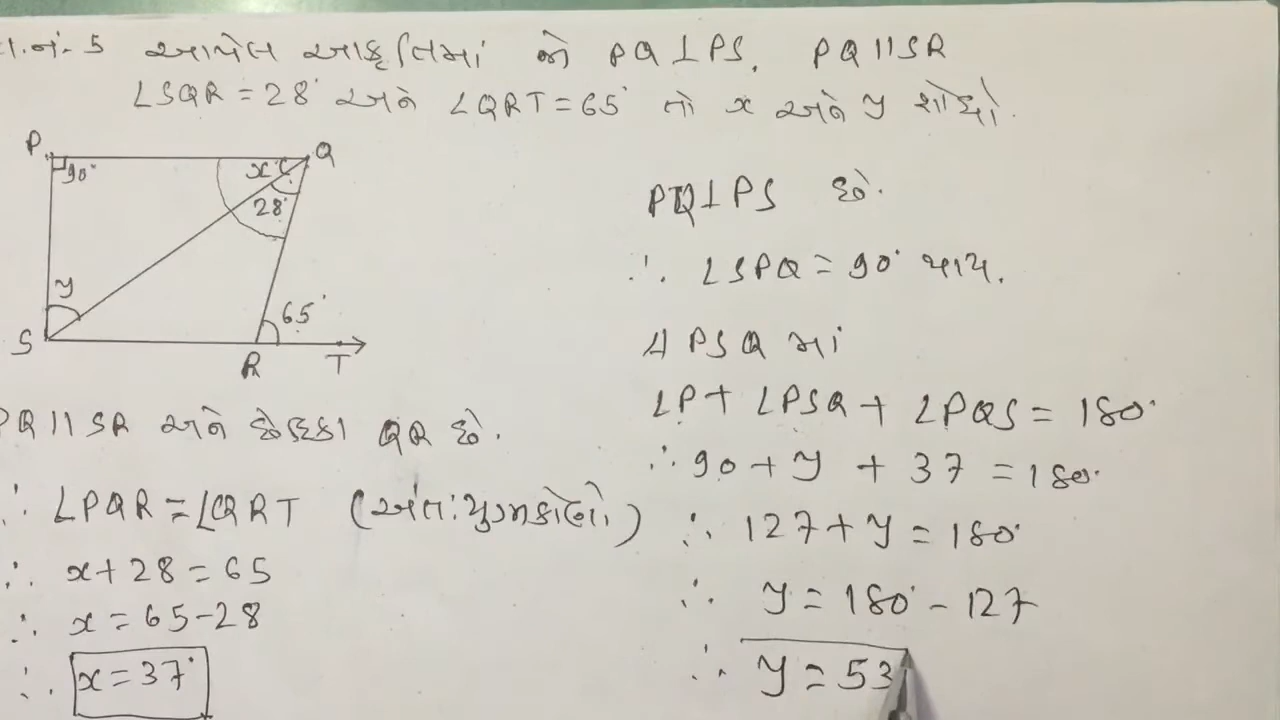 પ્ર.નં. 5 આપેલ આકૃતિમાં જો PQ ⊥ PS, PQ || SR
∠SQR = 28° અને ∠QRT = 65° તો x અને y શોધો.
P 90° x Q
28°
y
65°
S R T
PQ || SR અને છેદિકા QR છે.
∴ ∠PQR = ∠QRT (અંતઃયુગ્મકોણો)
∴ x + 28 = 65
∴ x = 65 - 28
∴ x = 37°
PQ ⊥ PS છે.
∴ ∠SPQ = 90° થાય.
△ PSQ માં
∠P + ∠PSQ + ∠PQS = 180°
∴ 90 + y + 37 = 180°
∴ 127 + y = 180°
∴ y = 180° - 127
∴ y = 53